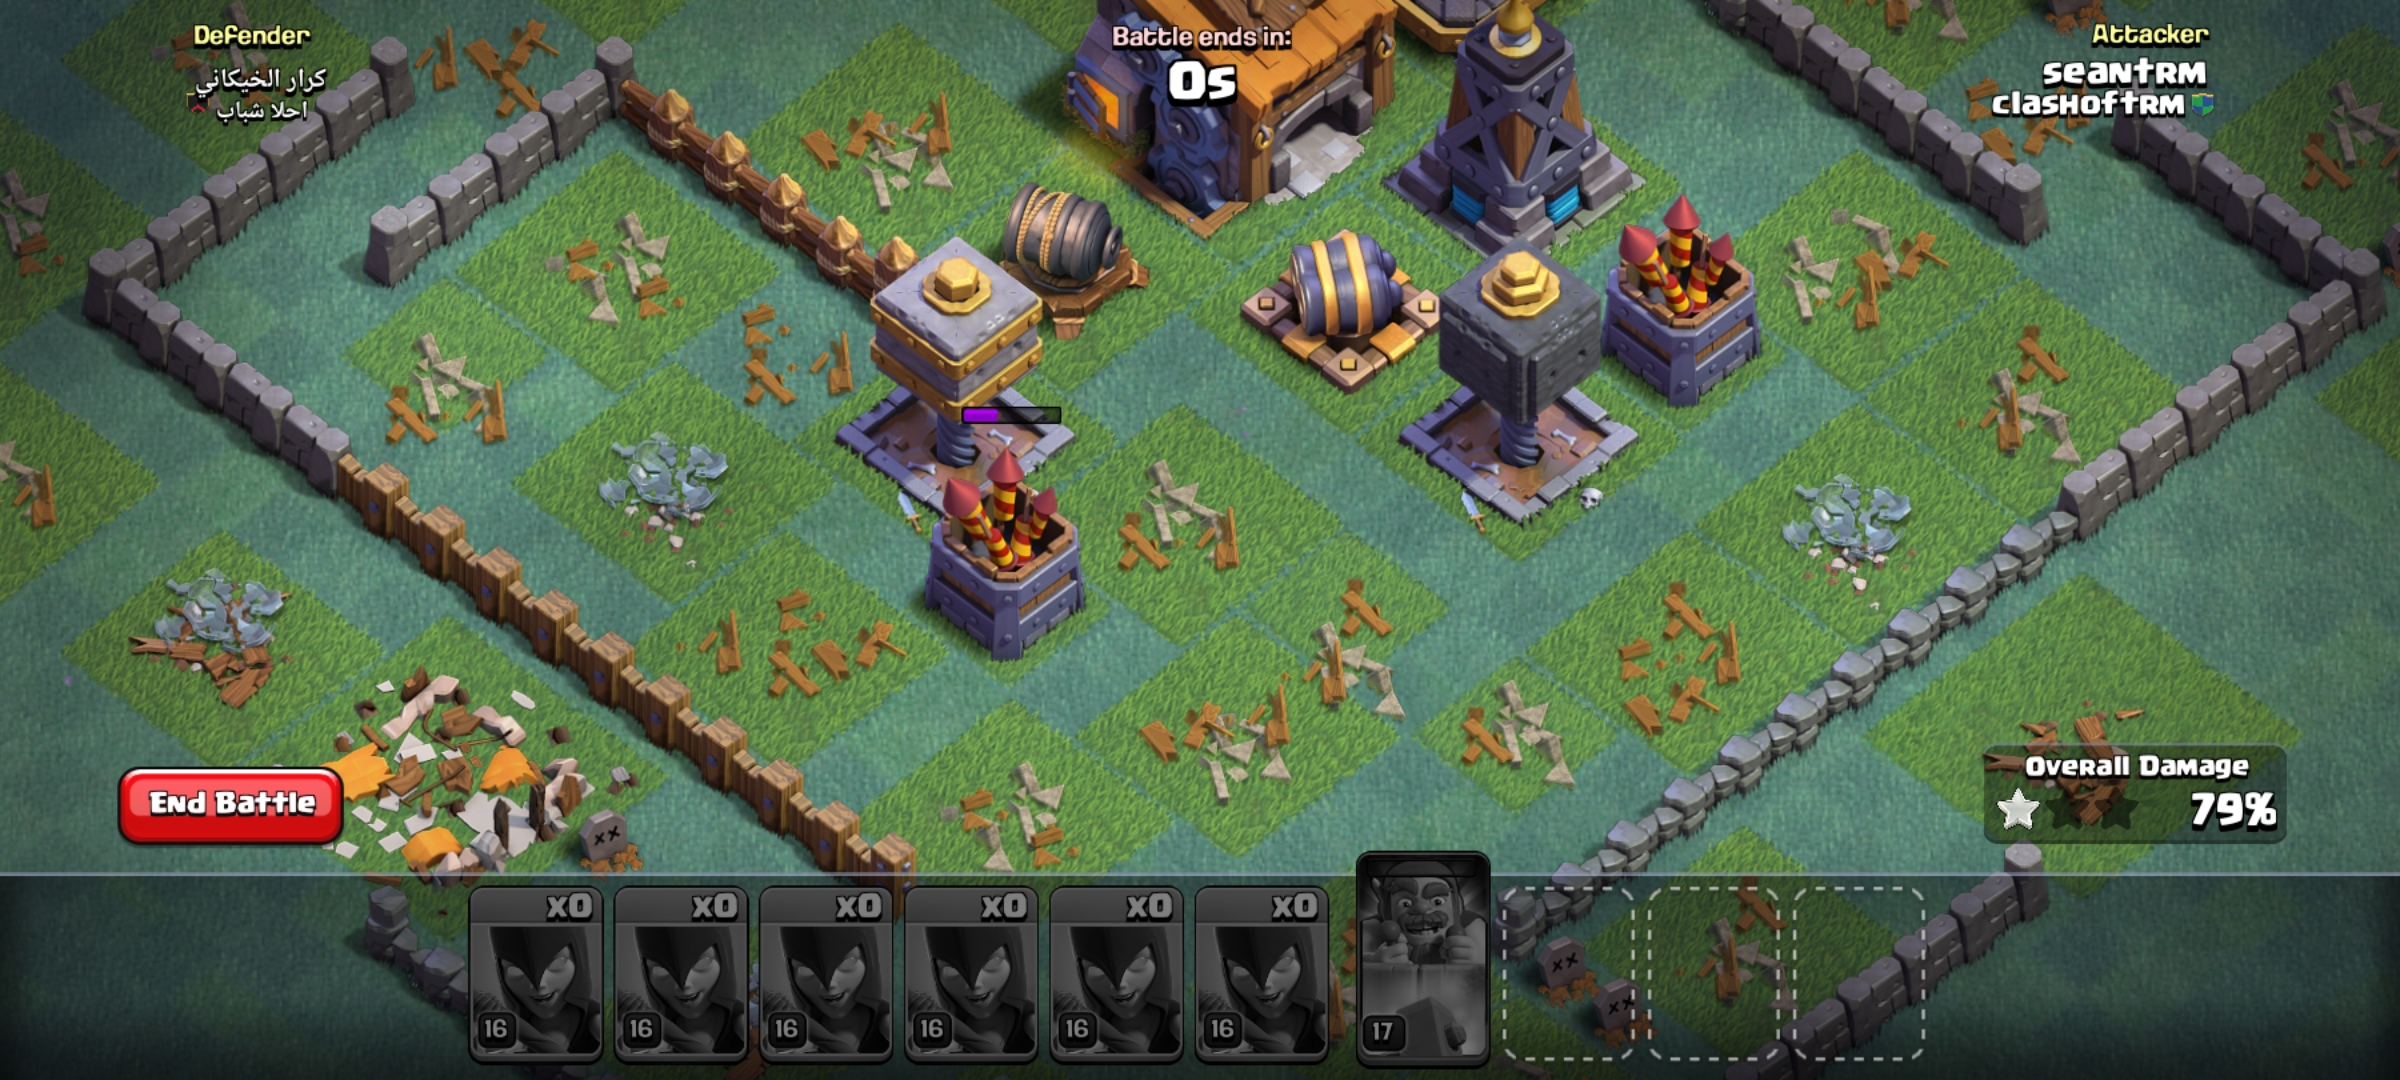 Defender
كرار الخيكاني
احلا شباب
Battle ends in:
0s
Attacker
seantRM
clashoftRM
End Battle
Overall Damage
79%
x0
x0
x0
x0
x0
x0
16
16
16
16
16
16
17